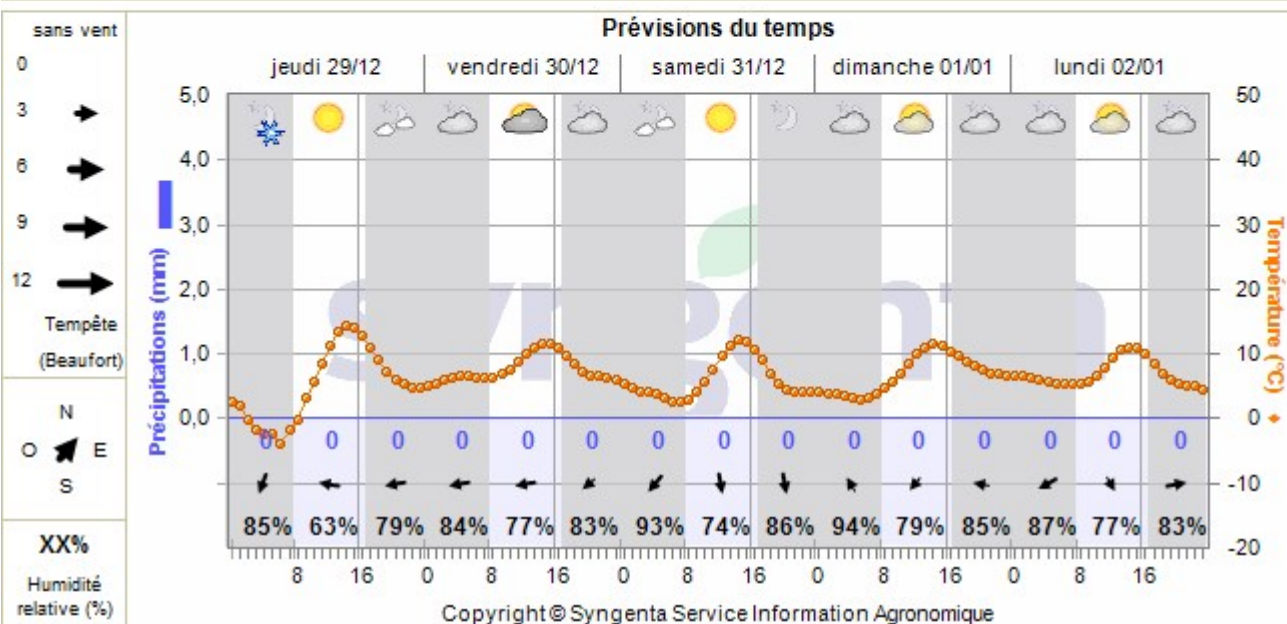 sans vent
0
3
6
9
12
Tempête
(Beaufort)
N
O E
S
XX%
Humidité
relative (%)
Prévisions du temps
jeudi 29/12 vendredi 30/12 samedi 31/12 dimanche 01/01 lundi 02/01
5,0 50
4,0 40
3,0 30
2,0 20
1,0 10
0,0 0
-10
-20
Précipitations (mm)
Température (°C)
syngenta
0 0 0 0 0 0 0 0 0 0 0 0 0 0 0
85% 63% 79% 84% 77% 83% 93% 74% 86% 94% 79% 85% 87% 77% 83%
8 16 0 8 16 0 8 16 0 8 16 0 8 16
Copyright © Syngenta Service Information Agronomique